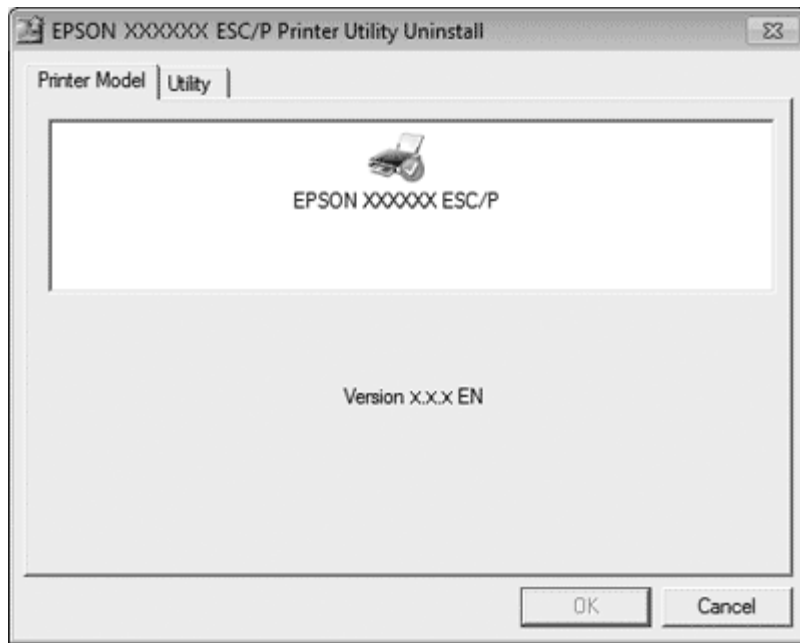 EPSON XXXXXX ESC/P Printer Utility Uninstall
Printer Model Utility
EPSON XXXXXX ESC/P
Version x.x.x EN
OK Cancel